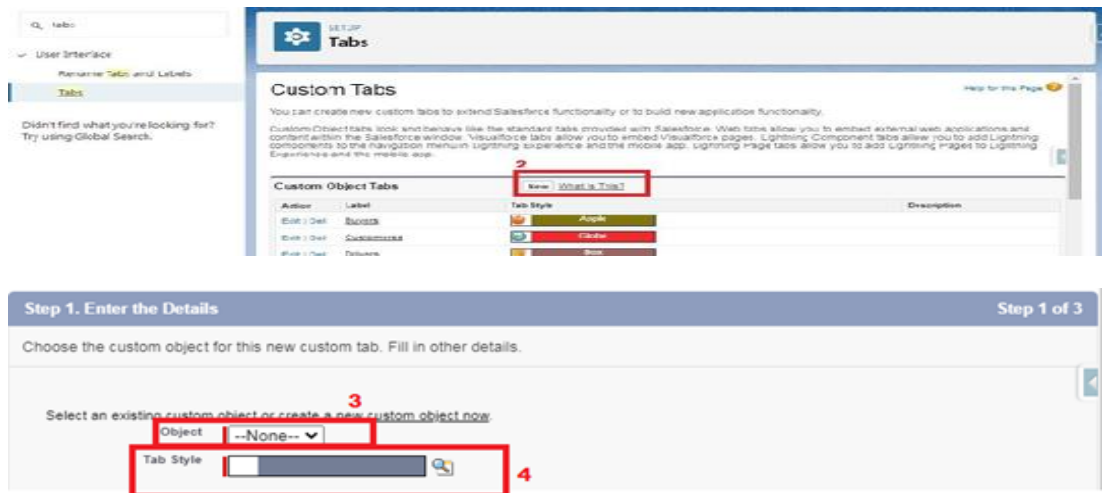 tabs
SETUP
Tabs
User Interface
Rename Tabs and Labels
Tabs
Didn't find what you're looking for?
Try using Global Search.
Custom Tabs
Help for this Page
You can create new custom tabs to extend Salesforce functionality or to build new application functionality.
Custom Object tabs look and behave like the standard tabs provided with Salesforce. Web tabs allow you to embed external web applications and
content within the Salesforce window. Visualforce tabs allow you to embed Visualforce pages. Lightning Component tabs allow you to add Lightning
components to the navigation menu in Lightning Experience and the mobile app. Lightning Page tabs allow you to add Lightning Pages to Lightning
Experience and the mobile app.
2
Custom Object Tabs
New What Is This?
Action Label Tab Style Description
Edit | Del Buyers Apple
Edit | Del Customers Globe
Edit | Del Drivers Box
Step 1. Enter the Details Step 1 of 3
Choose the custom object for this new custom tab. Fill in other details.
3
Select an existing custom object or create a new custom object now.
Object --None--
Tab Style
4